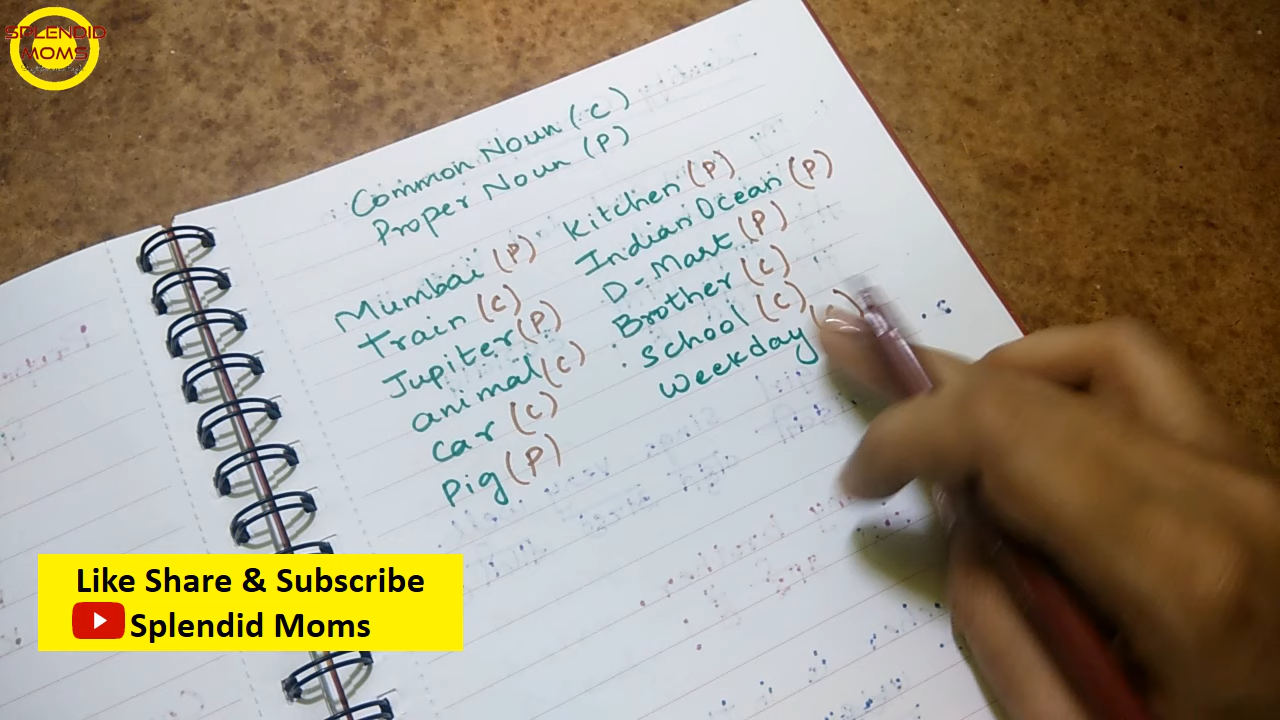 SPLENDID
MOMS
Common Noun (C)
Proper Noun (P)
Mumbai (P)
Train (C)
Jupiter (P)
animal (C)
Car (C)
Pig (P)
Kitchen (P)
Indian Ocean (P)
D-Mart (P)
Brother (C)
School (C)
Weekday
Like Share & Subscribe
Splendid Moms